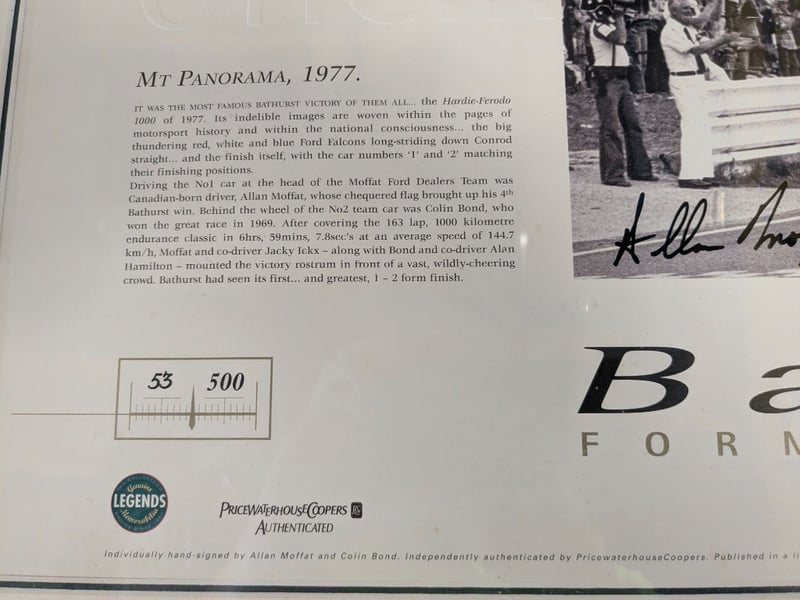 MT PANORAMA, 1977.
IT WAS THE MOST FAMOUS BATHURST VICTORY OF THEM ALL... the Hardie-Ferodo
1000 of 1977. Its indelible images are woven within the pages of
motorsport history and within the national consciousness... the big
thundering red, white and blue Ford Falcons long-striding down Conrod
straight... and the finish itself, with the car numbers '1' and '2' matching
their finishing positions.
Driving the No1 car at the head of the Moffat Ford Dealers Team was
Canadian-born driver, Allan Moffat, whose chequered flag brought up his 4th
Bathurst win. Behind the wheel of the No2 team car was Colin Bond, who
won the great race in 1969. After covering the 163 lap, 1000 kilometre
endurance classic in 6hrs, 59mins, 7.8sec's at an average speed of 144.7
km/h, Moffat and co-driver Jacky Ickx – along with Bond and co-driver Alan
Hamilton – mounted the victory rostrum in front of a vast, wildly-cheering
crowd. Bathurst had seen its first... and greatest, 1 – 2 form finish.
Allan Mo
53 500
Ba
FORM
Genuine
LEGENDS
Memorabilia
PRICEWATERHOUSECOOPERS
AUTHENTICATED
Individually hand-signed by Allan Moffat and Colin Bond. Independently authenticated by PricewaterhouseCoopers. Published in a li